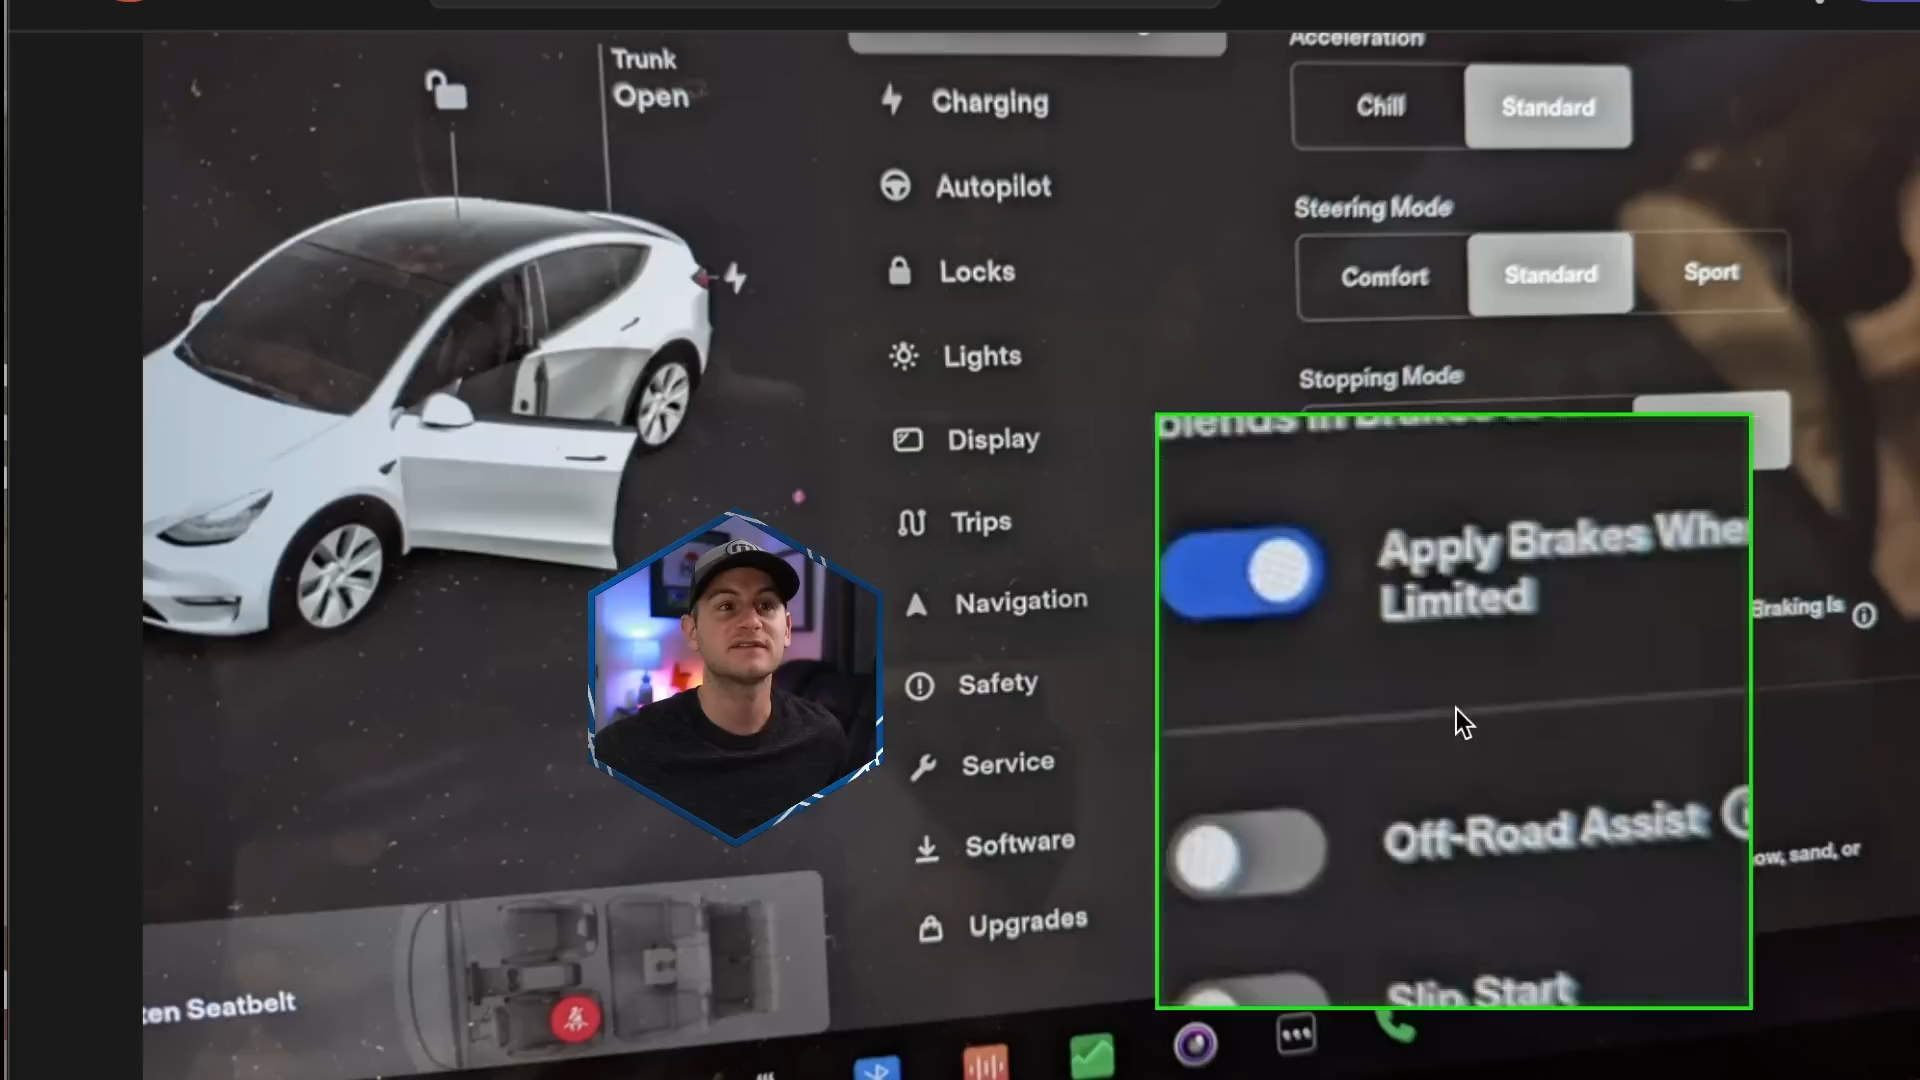 Trunk
Open
Charging
Autopilot
Locks
Lights
Display
Trips
Navigation
Safety
Service
Software
Upgrades
Acceleration
Chill
Standard
Steering Mode
Comfort
Standard
Sport
Stopping Mode
Apply Brakes Whe
Limited
Braking Is
Off-Road Assist
ow, sand, or
Slip Start
ten Seatbelt